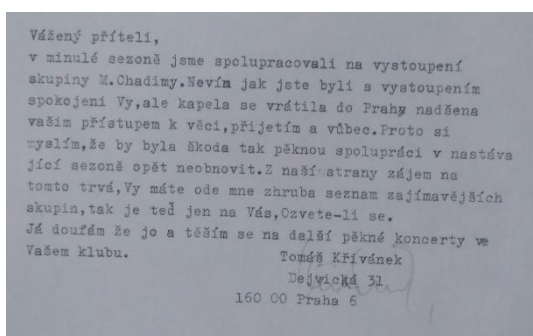 Vážený příteli,
v minulé sezoně jsme spolupracovali na vystoupení
skupiny M.Chadimy.Nevím jak jste byli s vystoupením
spokojeni Vy,ale kapela se vrátila do Prahy nadšena
vašim přístupem k věci,přijetím a vůbec.Proto si
myslím,že by byla škoda tak pěknou spolupráci v nastáva
jící sezoně opět neobnovit.Z naší strany zájem na
tomto trvá,Vy máte ode mne zhruba seznam zajímavějších
skupin,tak je teď jen na Vás,Ozvete-li se.
Já doufám že jo a těším se na další pěkné koncerty ve
Vašem klubu.
Tomáš Křivánek
Dejvická 31
160 00 Praha 6